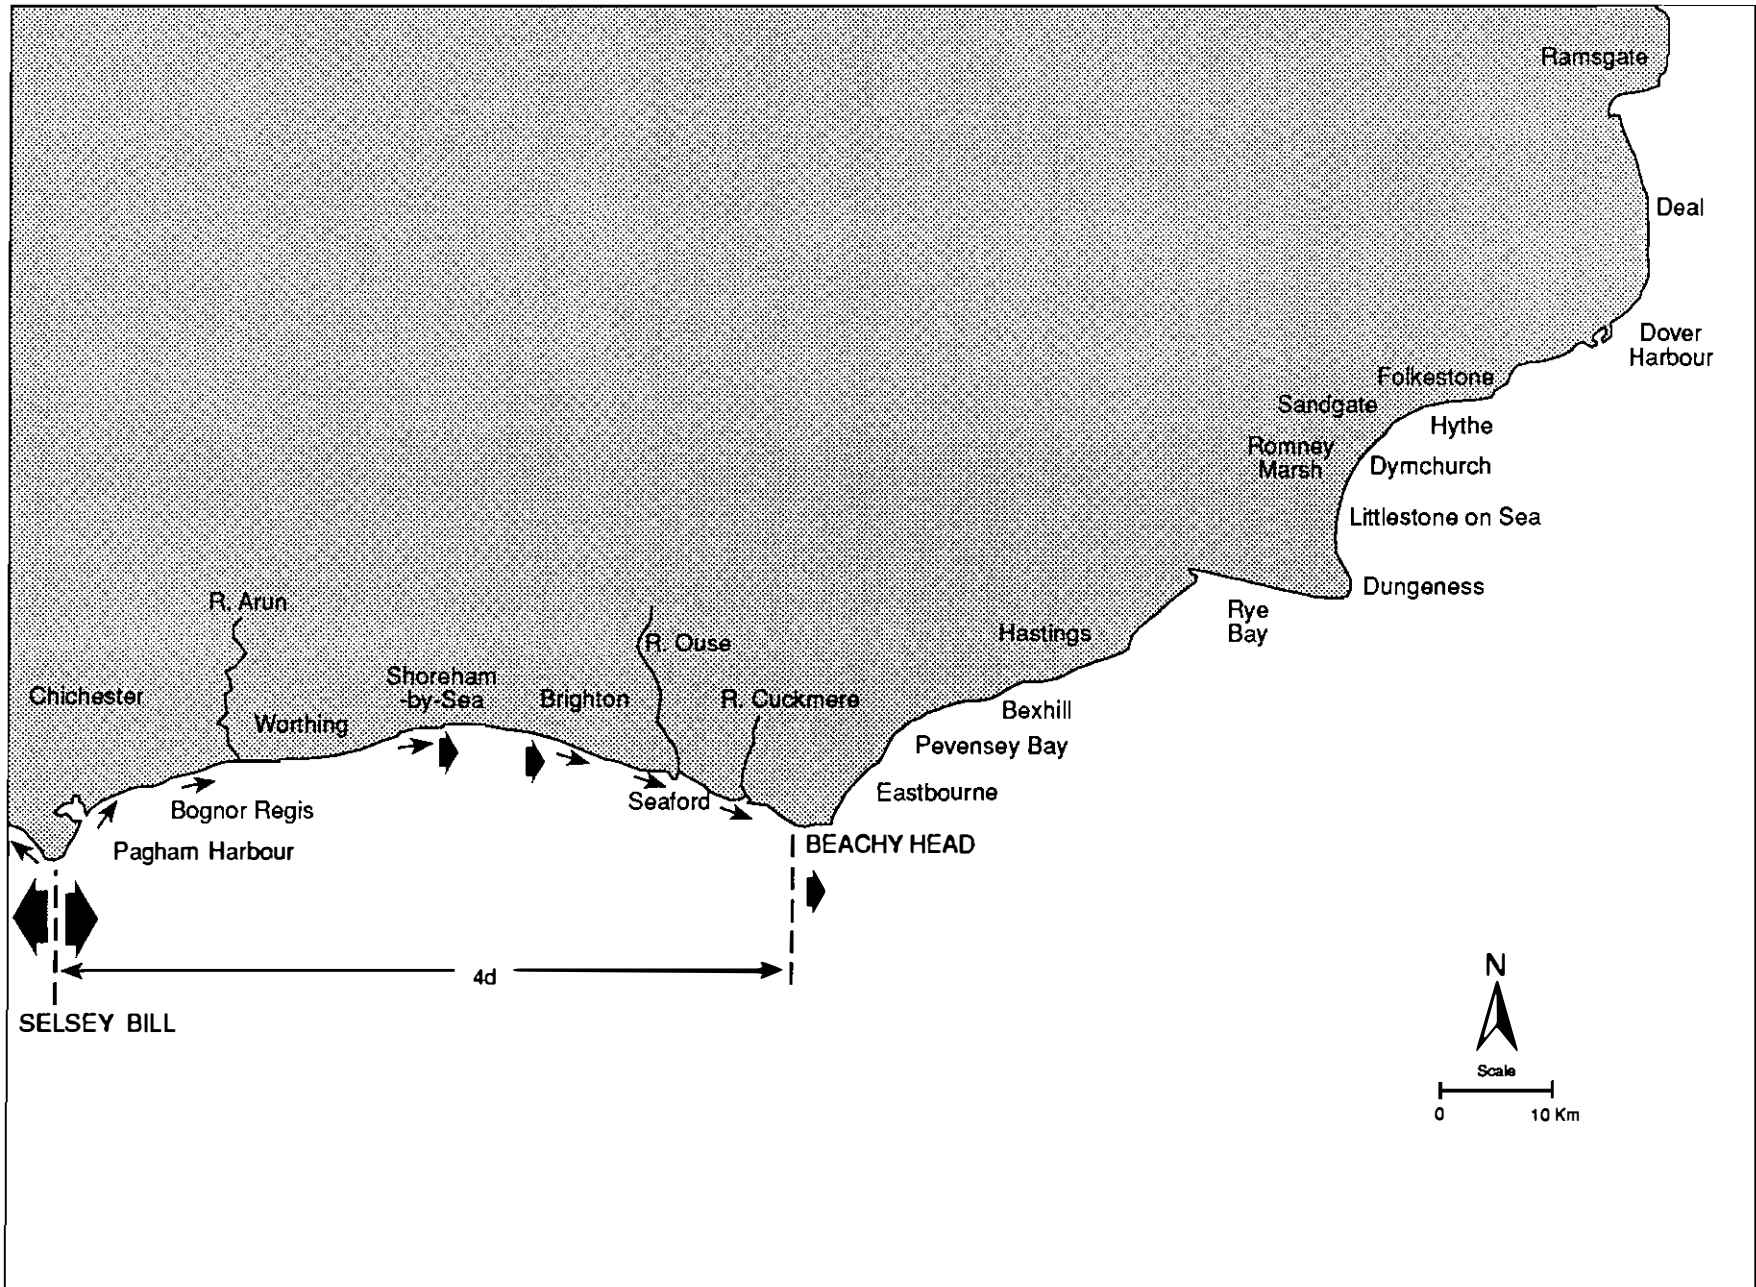 Ramsgate
Deal
Dover
Harbour
Folkestone
Sandgate
Hythe
Romney
Marsh
Dymchurch
Littlestone on Sea
Dungeness
Rye
Bay
R. Arun
Hastings
R. Ouse
Shoreham
-by-Sea
Chichester
Brighton
R. Cuckmere
Bexhill
Worthing
Pevensey Bay
Eastbourne
Seaford
Bognor Regis
Pagham Harbour
BEACHY HEAD
4d
SELSEY BILL
N
Scale
0
10 Km